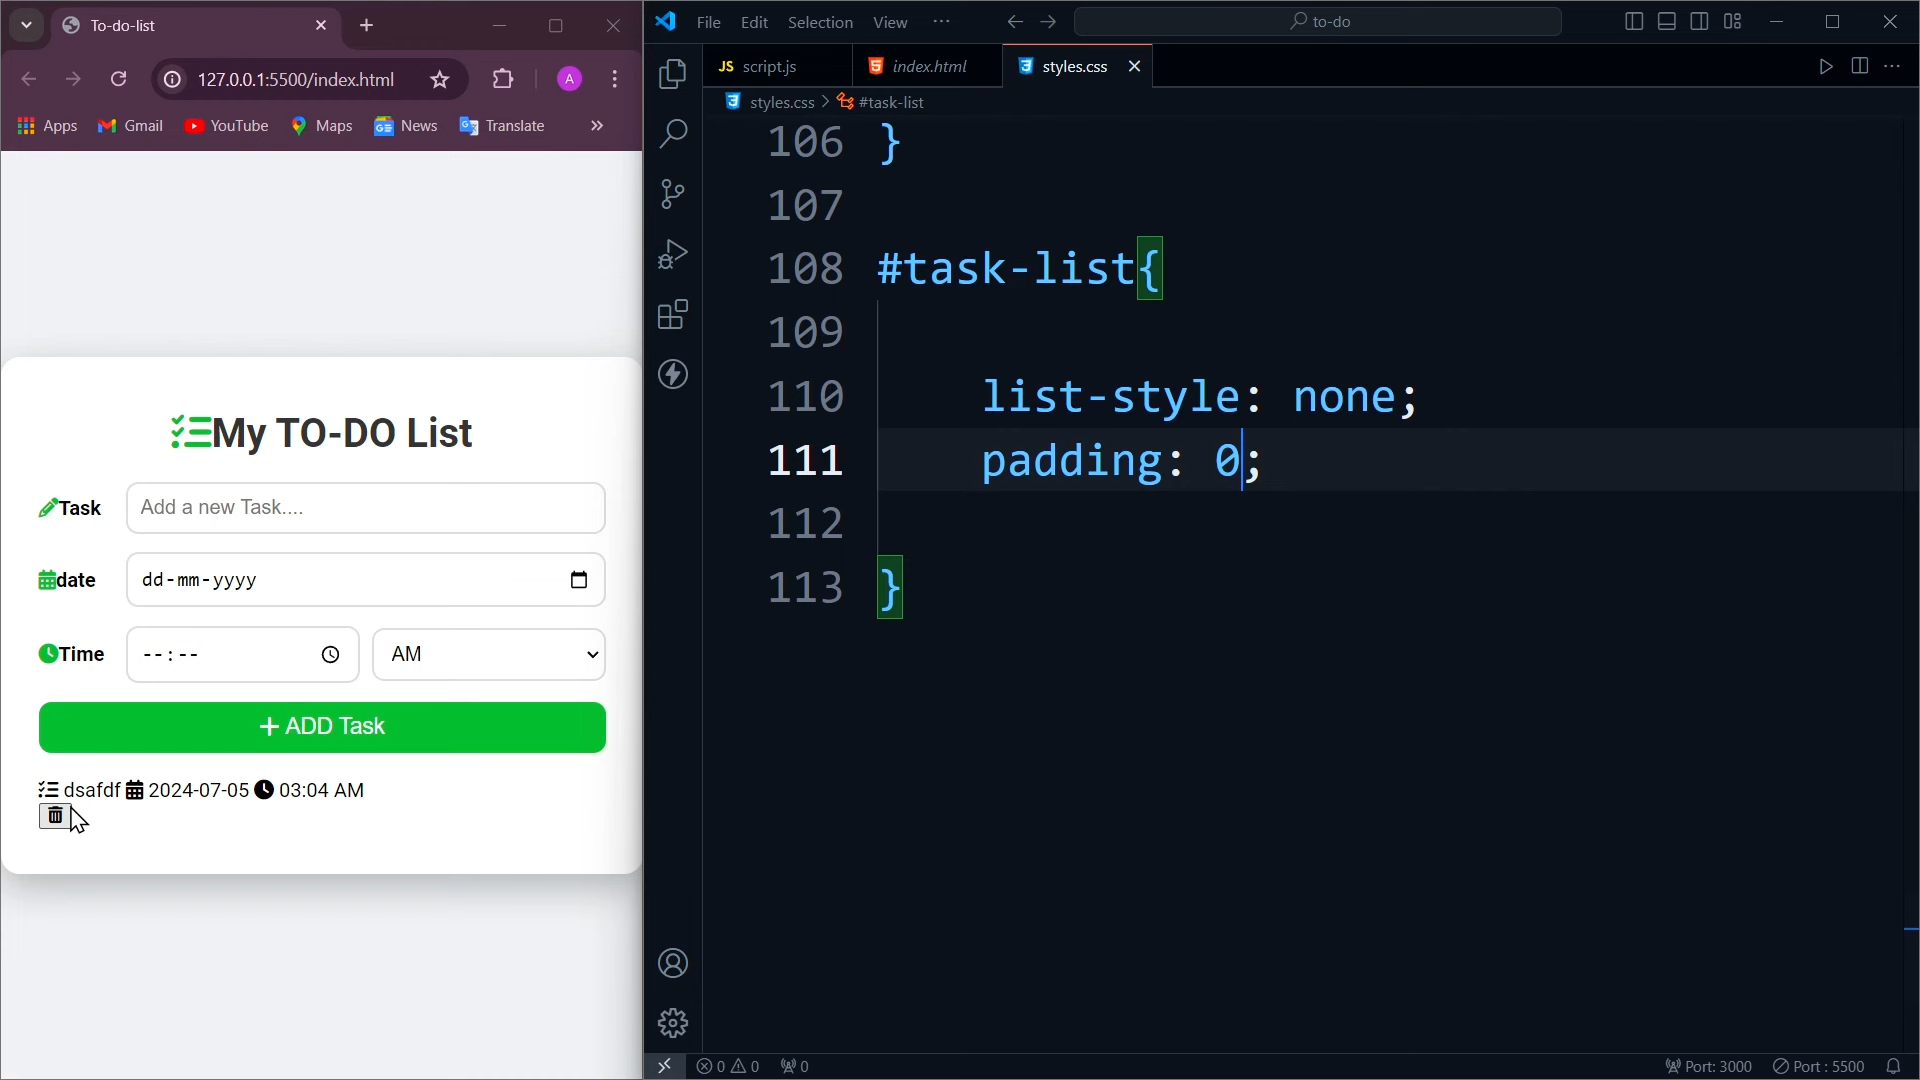 To-do-list
127.0.0.1:5500/index.html
A
Apps
Gmail
YouTube
Maps
News
Translate
My TO-DO List
Task
Add a new Task....
date
dd-mm-yyyy
Time
--:--
AM
ADD Task
dsafdf 2024-07-05 03:04 AM
File Edit Selection View ...
to-do
JS script.js
index.html
styles.css
styles.css > #task-list
106 }
107
108 #task-list{
109
110 list-style: none;
111 padding: 0;
112
113 }
0 0 0
Port: 3000
Port : 5500